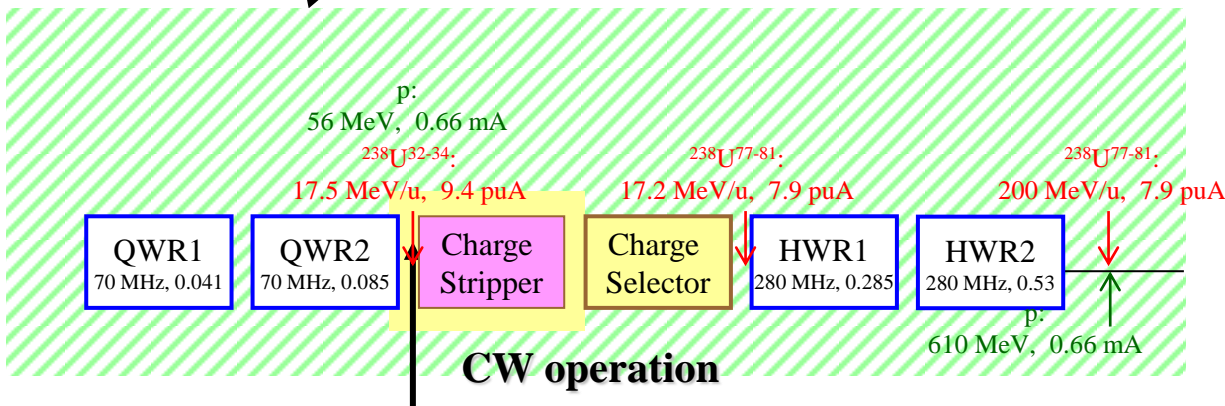 p:
56 MeV, 0.66 mA
²³⁸U³²⁻³⁴:
17.5 MeV/u, 9.4 puA
²³⁸U⁷⁷⁻⁸¹:
17.2 MeV/u, 7.9 puA
²³⁸U⁷⁷⁻⁸¹:
200 MeV/u, 7.9 puA
QWR1
70 MHz, 0.041
QWR2
70 MHz, 0.085
Charge
Stripper
Charge
Selector
HWR1
280 MHz, 0.285
HWR2
280 MHz, 0.53
p:
610 MeV, 0.66 mA
CW operation